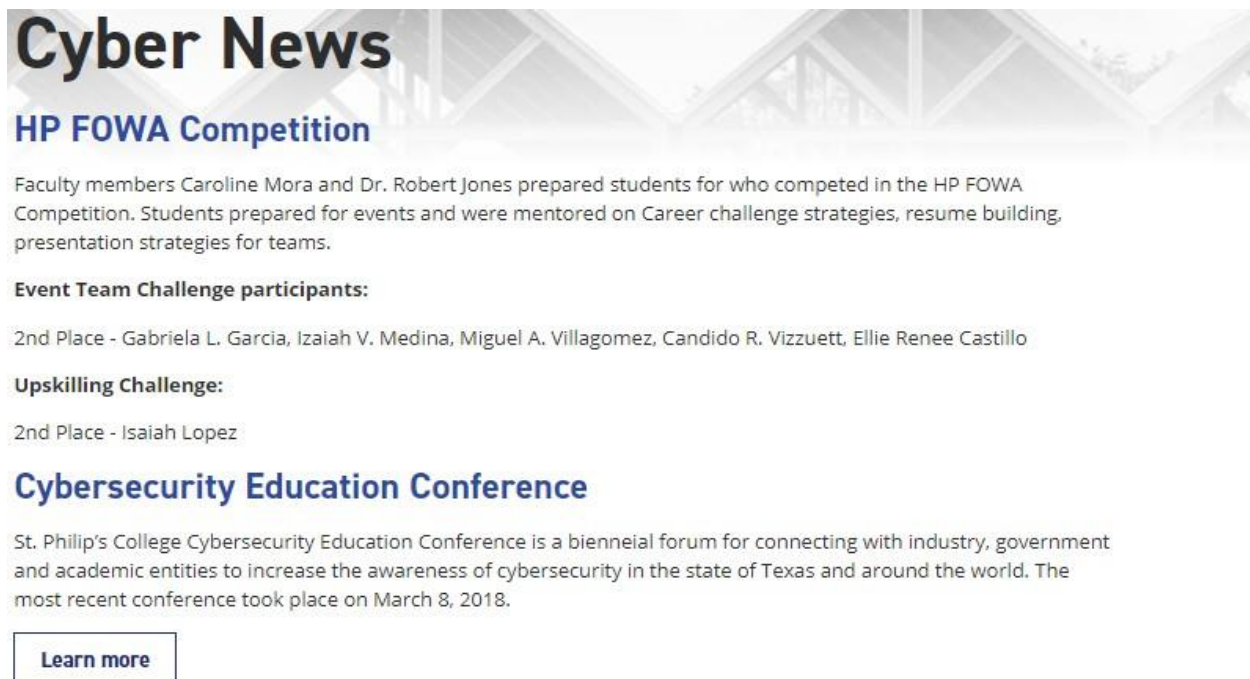 Cyber News
HP FOWA Competition
Faculty members Caroline Mora and Dr. Robert Jones prepared students for who competed in the HP FOWA
Competition. Students prepared for events and were mentored on Career challenge strategies, resume building,
presentation strategies for teams.
Event Team Challenge participants:
2nd Place - Gabriela L. Garcia, Izaiah V. Medina, Miguel A. Villagomez, Candido R. Vizzuett, Ellie Renee Castillo
Upskilling Challenge:
2nd Place - Isaiah Lopez
Cybersecurity Education Conference
St. Philip’s College Cybersecurity Education Conference is a bienneial forum for connecting with industry, government
and academic entities to increase the awareness of cybersecurity in the state of Texas and around the world. The
most recent conference took place on March 8, 2018.
Learn more